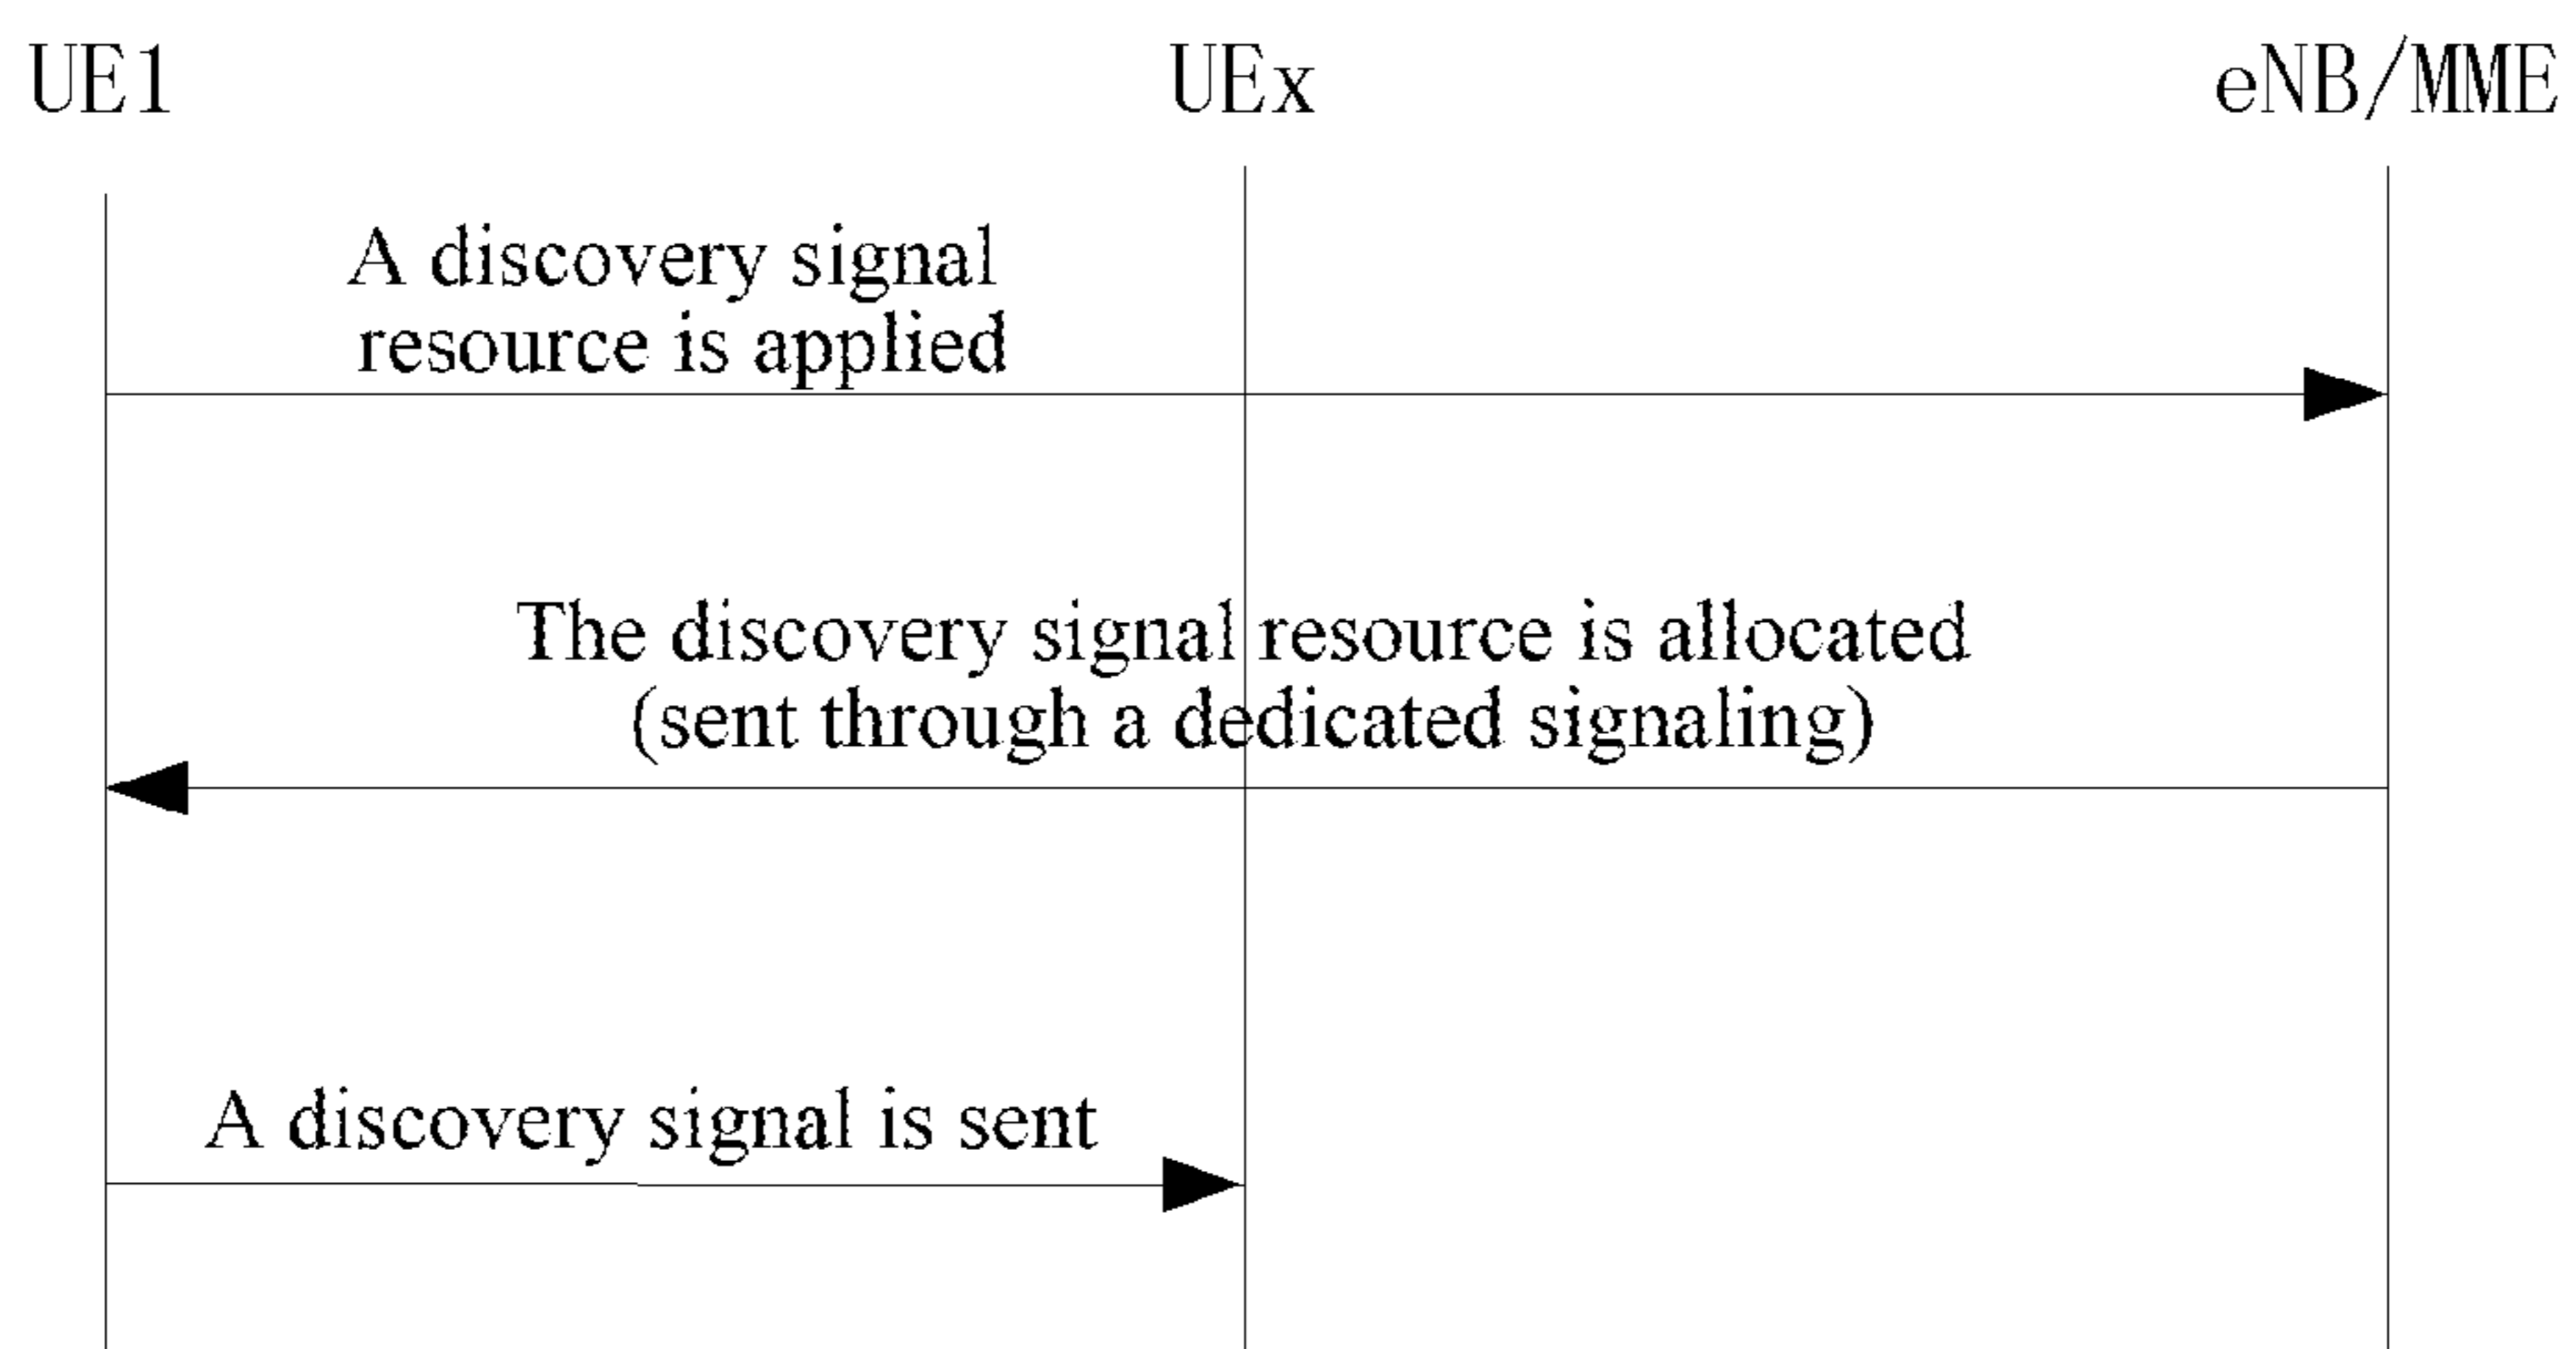 UE1 UEx eNB/MME
A discovery signal
resource is applied
The discovery signal resource is allocated
(sent through a dedicated signaling)
A discovery signal is sent